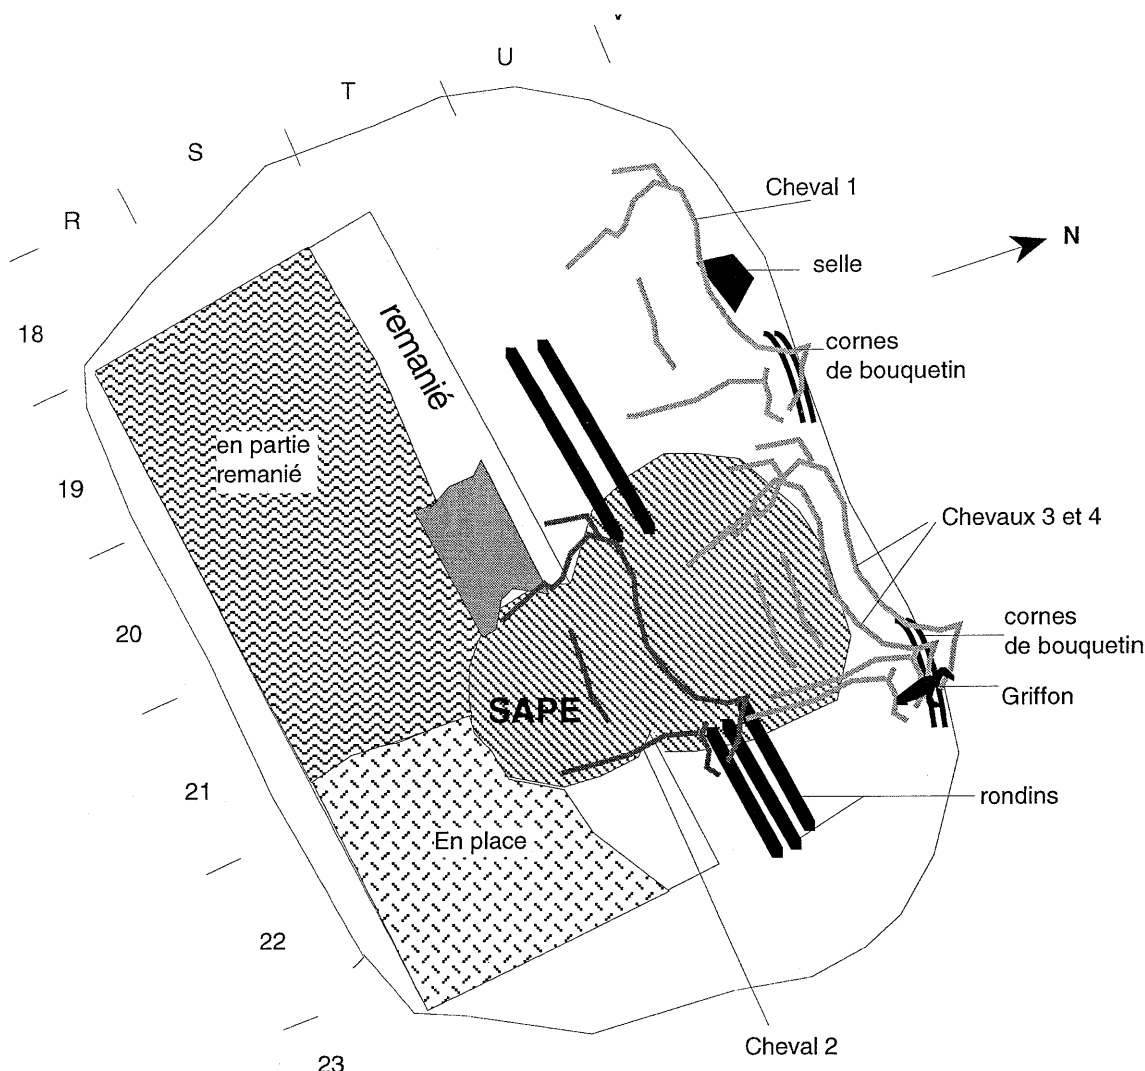 V
U
T
S
R
Cheval 1
N
selle
18
remanié
cornes
de bouquetin
en partie
remanié
19
Chevaux 3 et 4
20
cornes
de bouquetin
Griffon
SAPE
21
rondins
En place
22
Cheval 2
23